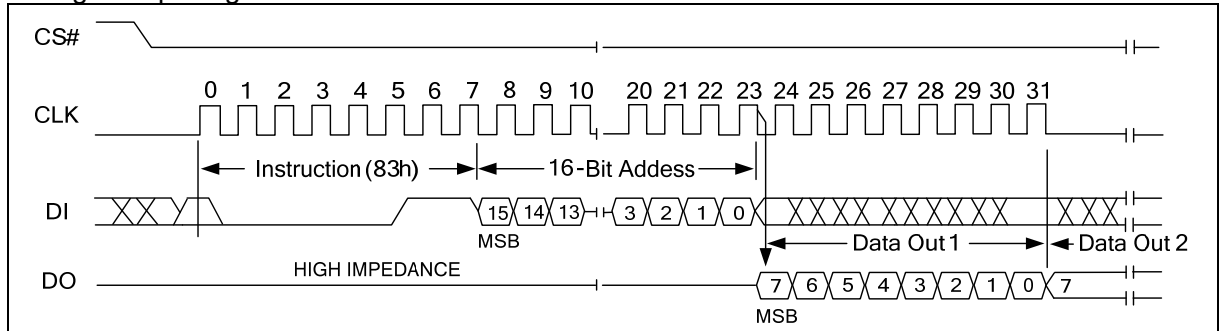 CS#
0 1 2 3 4 5 6 7 8 9 10 20 21 22 23 24 25 26 27 28 29 30 31
CLK
Instruction (83h) 16-Bit Addess
DI 15 14 13 3 2 1 0
MSB
Data Out 1 Data Out 2
HIGH IMPEDANCE
DO 7 6 5 4 3 2 1 0 7
MSB